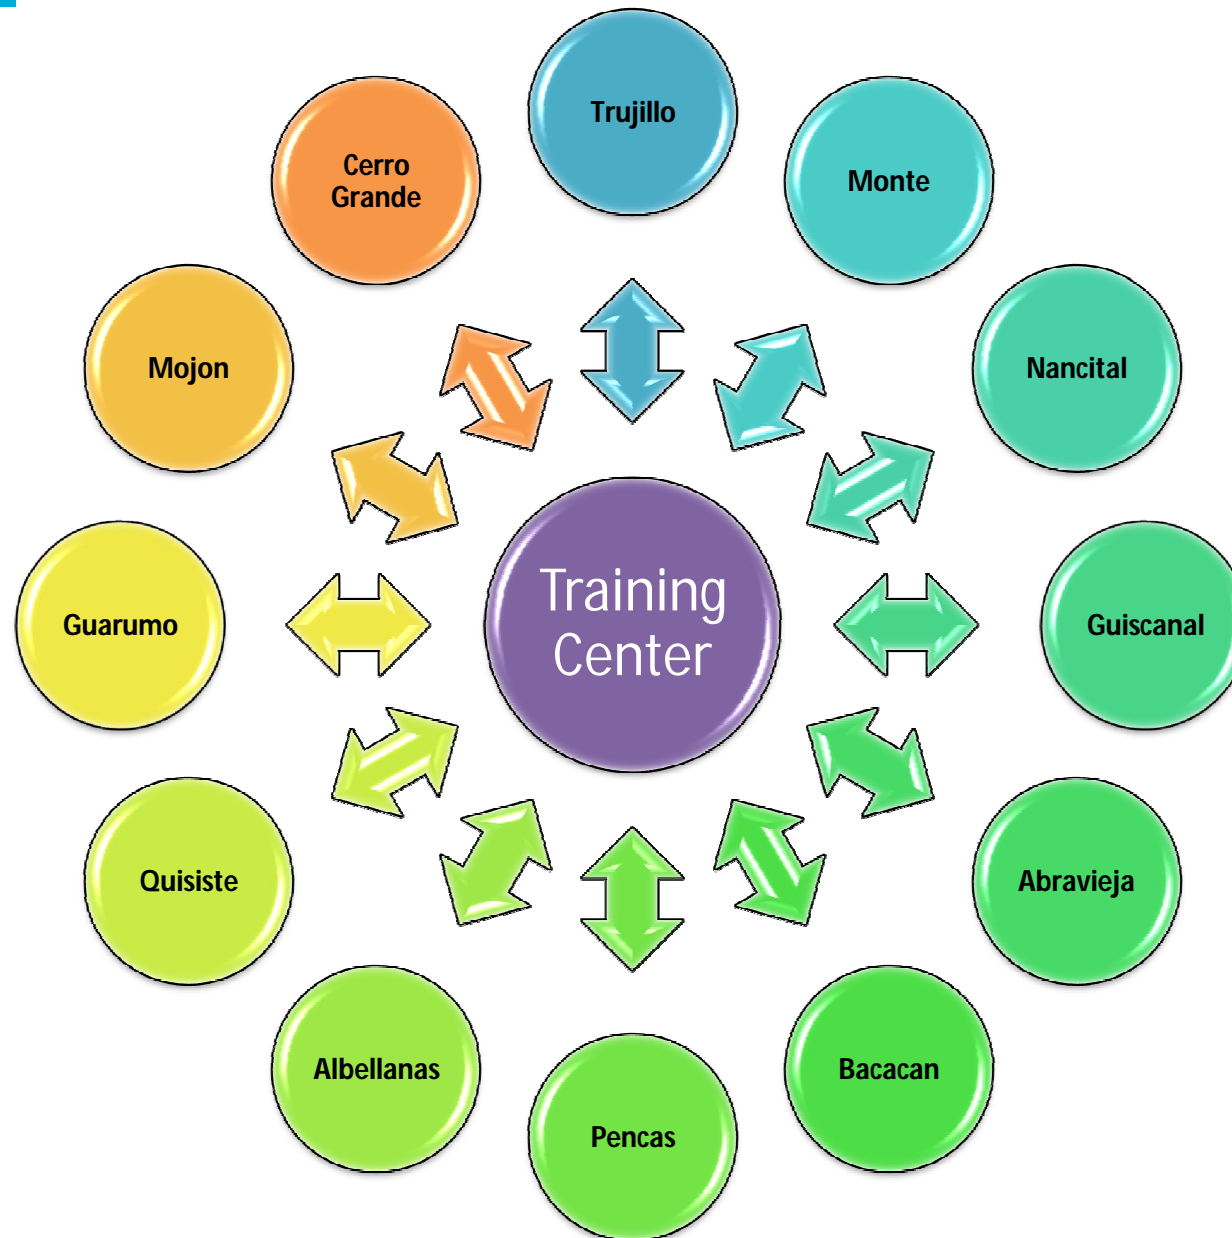 Trujillo
Monte
Nancital
Guiscanal
Abravieja
Bacacan
Pencas
Albellanas
Quisiste
Guarumo
Mojon
Cerro
Grande
Training
Center